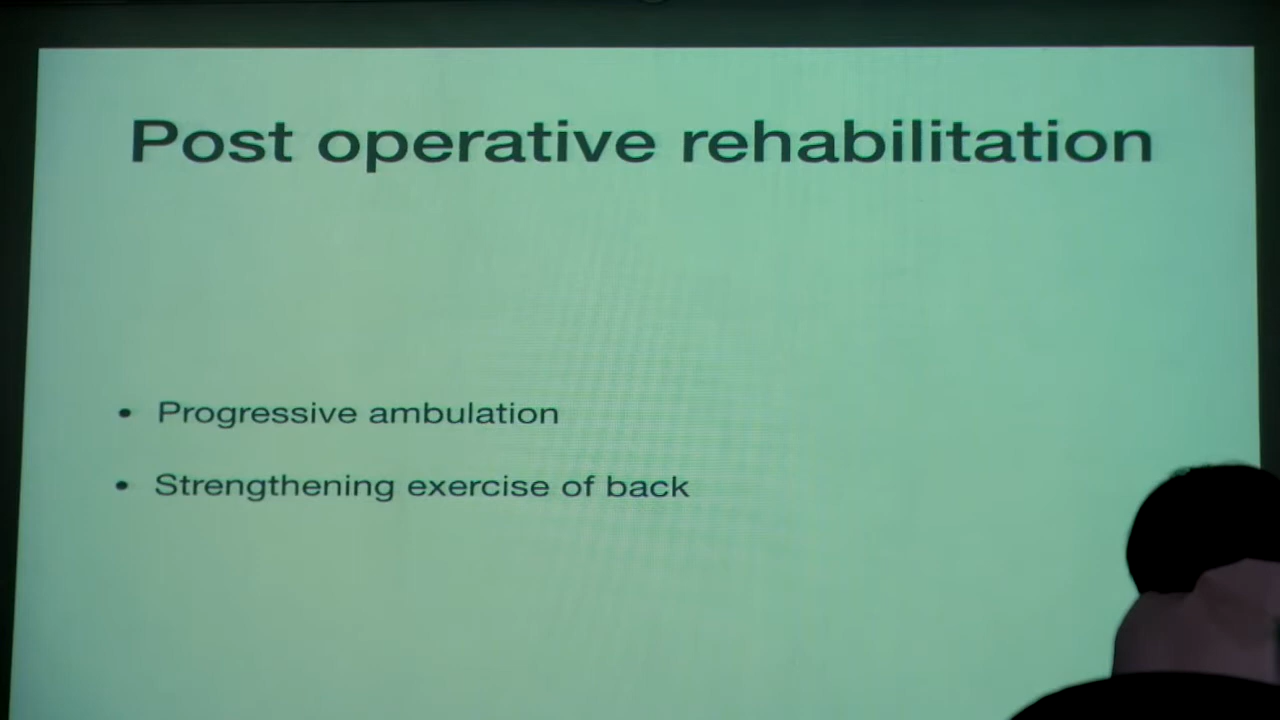 Post operative rehabilitation
• Progressive ambulation
• Strengthening exercise of back